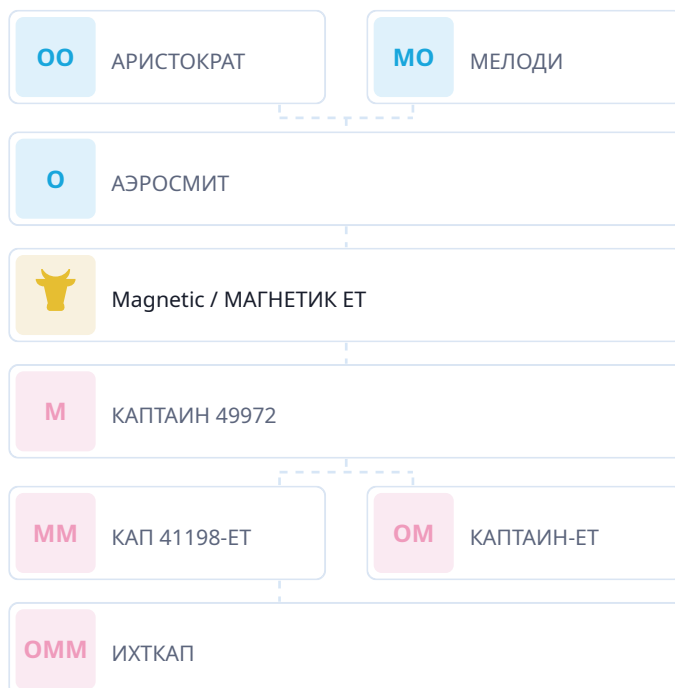 ОО АРИСТОКРАТ МО МЕЛОДИ
О АЭРОСМИТ
Magnetic / МАГНЕТИК ЕТ
М КАПТАИН 49972
ММ КАП 41198-ЕТ ОМ КАПТАИН-ЕТ
ОММ ИХТКАП